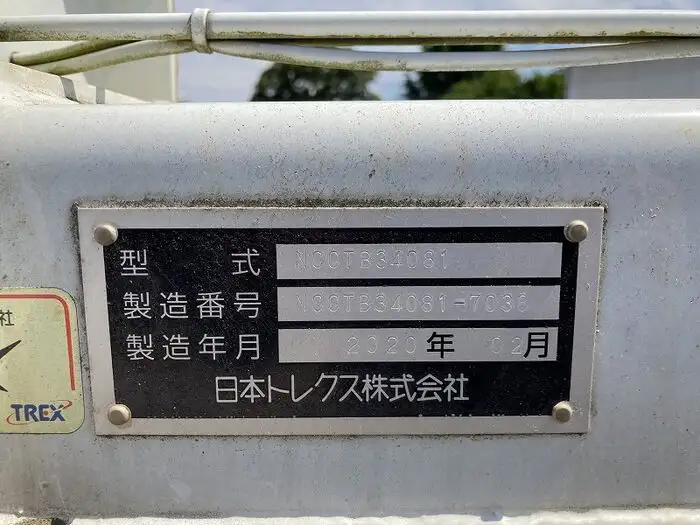 型 式 NCCTB34081
製造番号 NCCTB34081-7036
製造年月 2020年 02月
日本トレクス株式会社
社
TREX